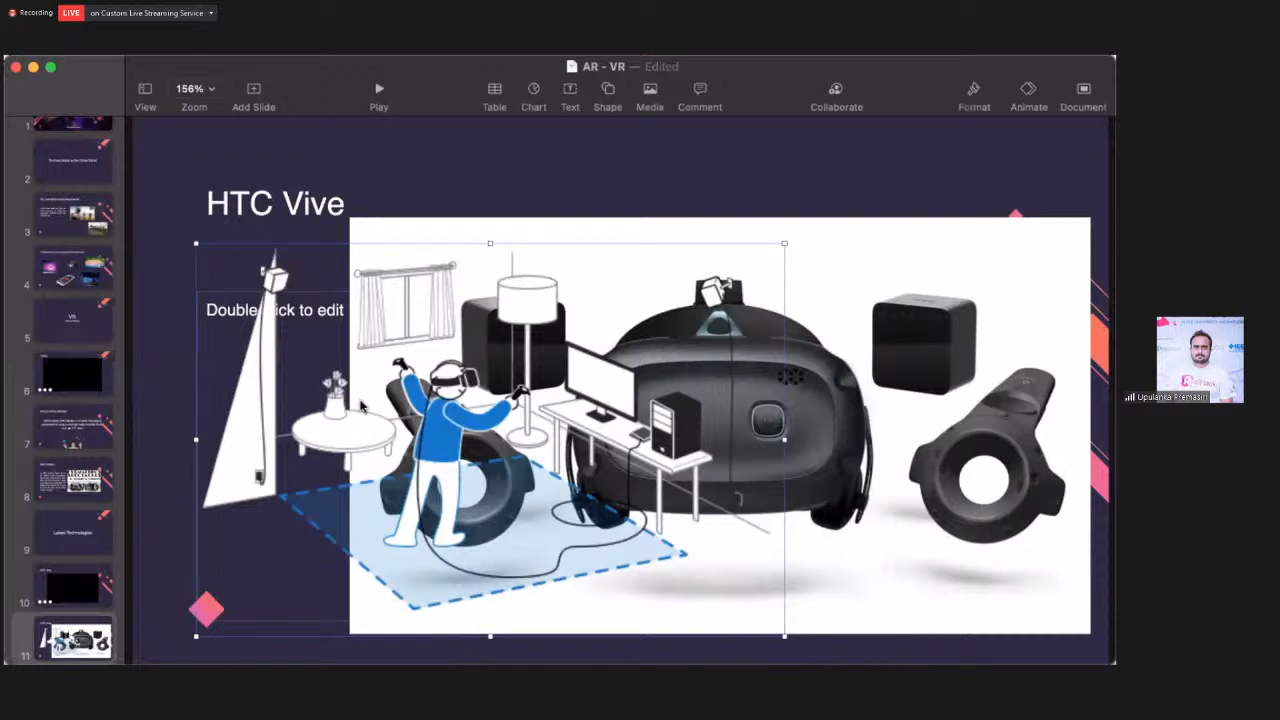 Recording
LIVE
on Custom Live Streaming Service
AR - VR — Edited
156%
View
Zoom
Add Slide
Play
Table
Chart
Text
Shape
Media
Comment
Collaborate
Format
Animate
Document
1
2
3
4
5
VR
6
7
8
9
Latest Technologies
10
11
HTC Vive
Double
ick to edit
Upulanka Premasiri